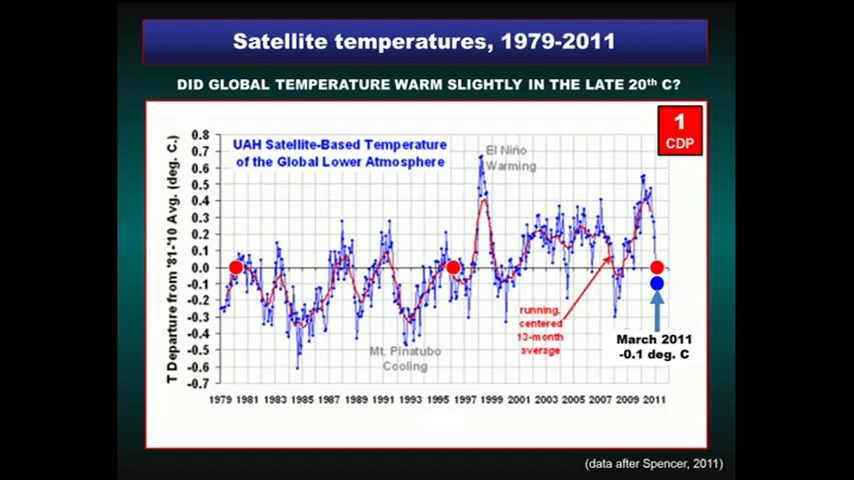 Satellite temperatures, 1979-2011
DID GLOBAL TEMPERATURE WARM SLIGHTLY IN THE LATE 20th C?
1
CDP
UAH Satellite-Based Temperature
of the Global Lower Atmosphere
El Niño
Warming
T Departure from '81-'10 Avg. (deg. C.)
0.8
0.7
0.6
0.5
0.4
0.3
0.2
0.1
0.0
-0.1
-0.2
-0.3
-0.4
-0.5
-0.6
-0.7
running,
centered
13-month
average
Mt. Pinatubo
Cooling
March 2011
-0.1 deg. C
1979 1981 1983 1985 1987 1989 1991 1993 1995 1997 1999 2001 2003 2005 2007 2009 2011
(data after Spencer, 2011)